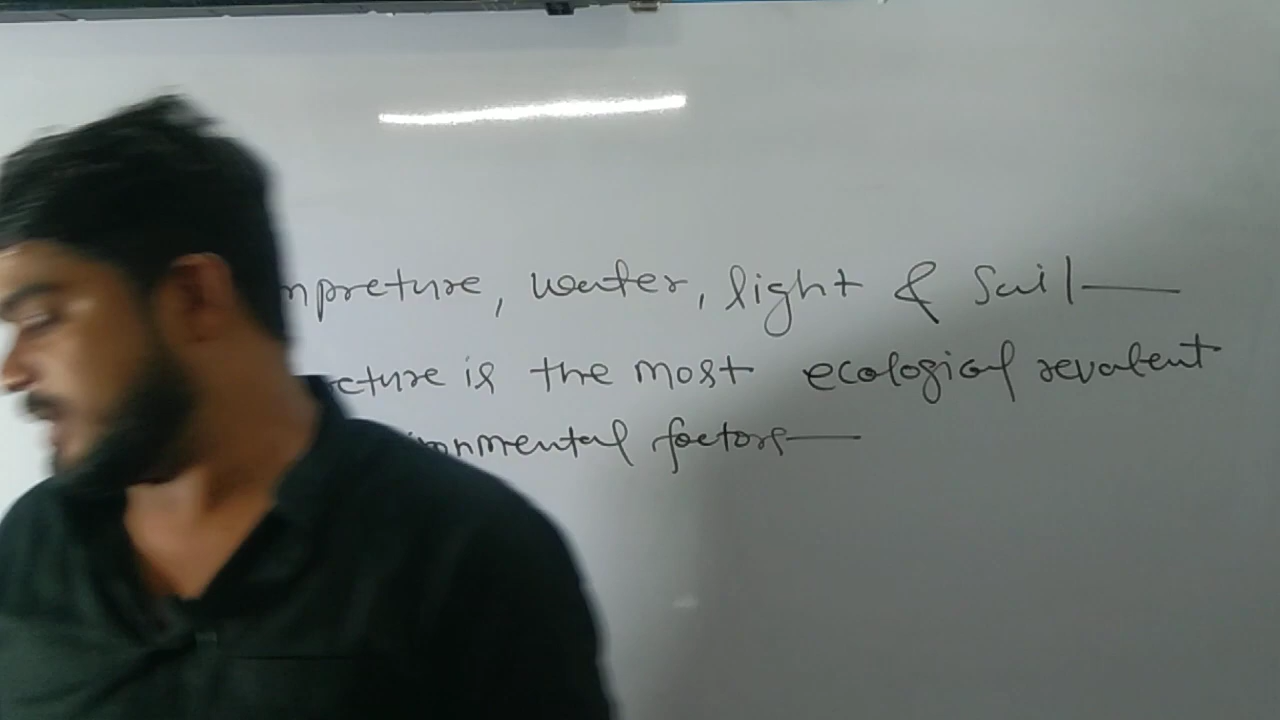 mpreture, water, light & Soil
cture is the most ecological revalent
onmental factors